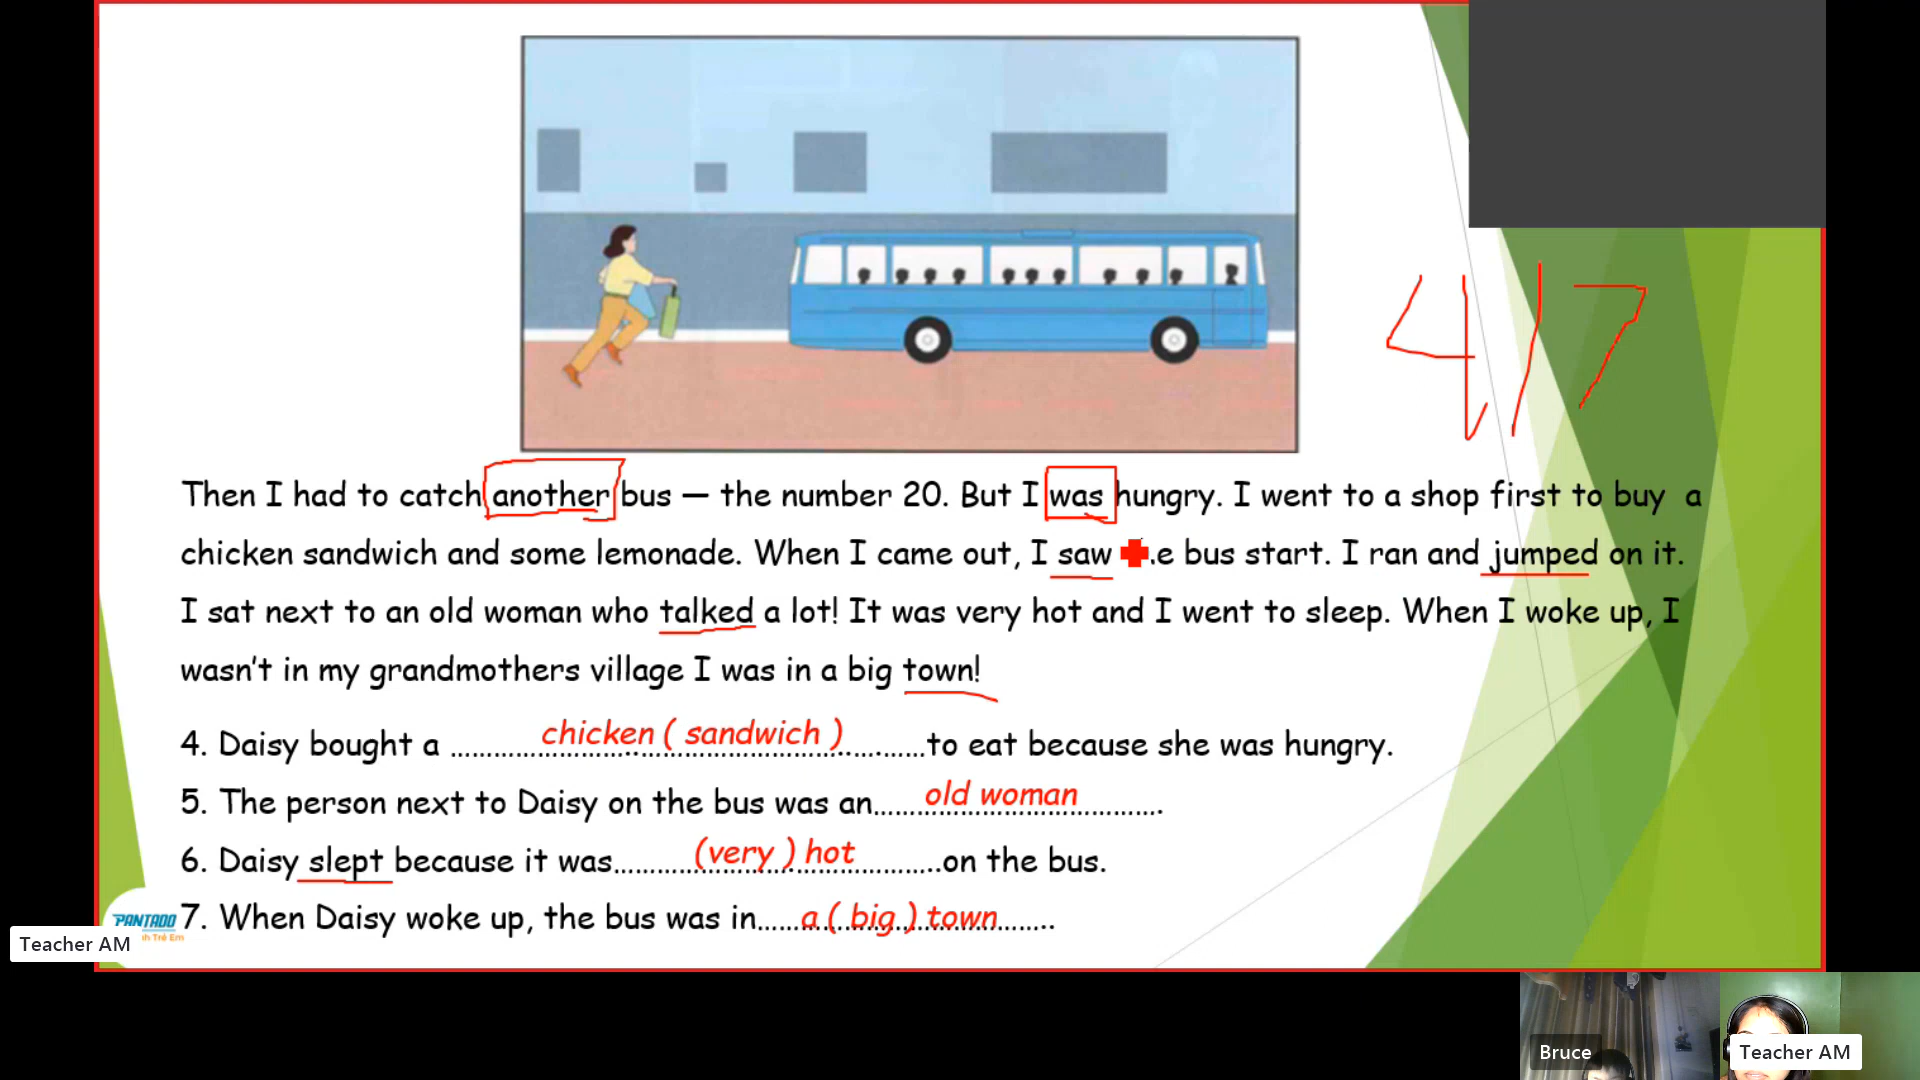 4/7
Then I had to catch another bus — the number 20. But I was hungry. I went to a shop first to buy a
chicken sandwich and some lemonade. When I came out, I saw .e bus start. I ran and jumped on it.
I sat next to an old woman who talked a lot! It was very hot and I went to sleep. When I woke up, I
wasn't in my grandmothers village I was in a big town!
4. Daisy bought a ............chicken ( sandwich )............to eat because she was hungry.
5. The person next to Daisy on the bus was an............old woman............
6. Daisy slept because it was............(very ) hot............on the bus.
7. When Daisy woke up, the bus was in......a ( big ) town......
PANTADO
nh Trẻ Em
Teacher AM
Bruce
Teacher AM